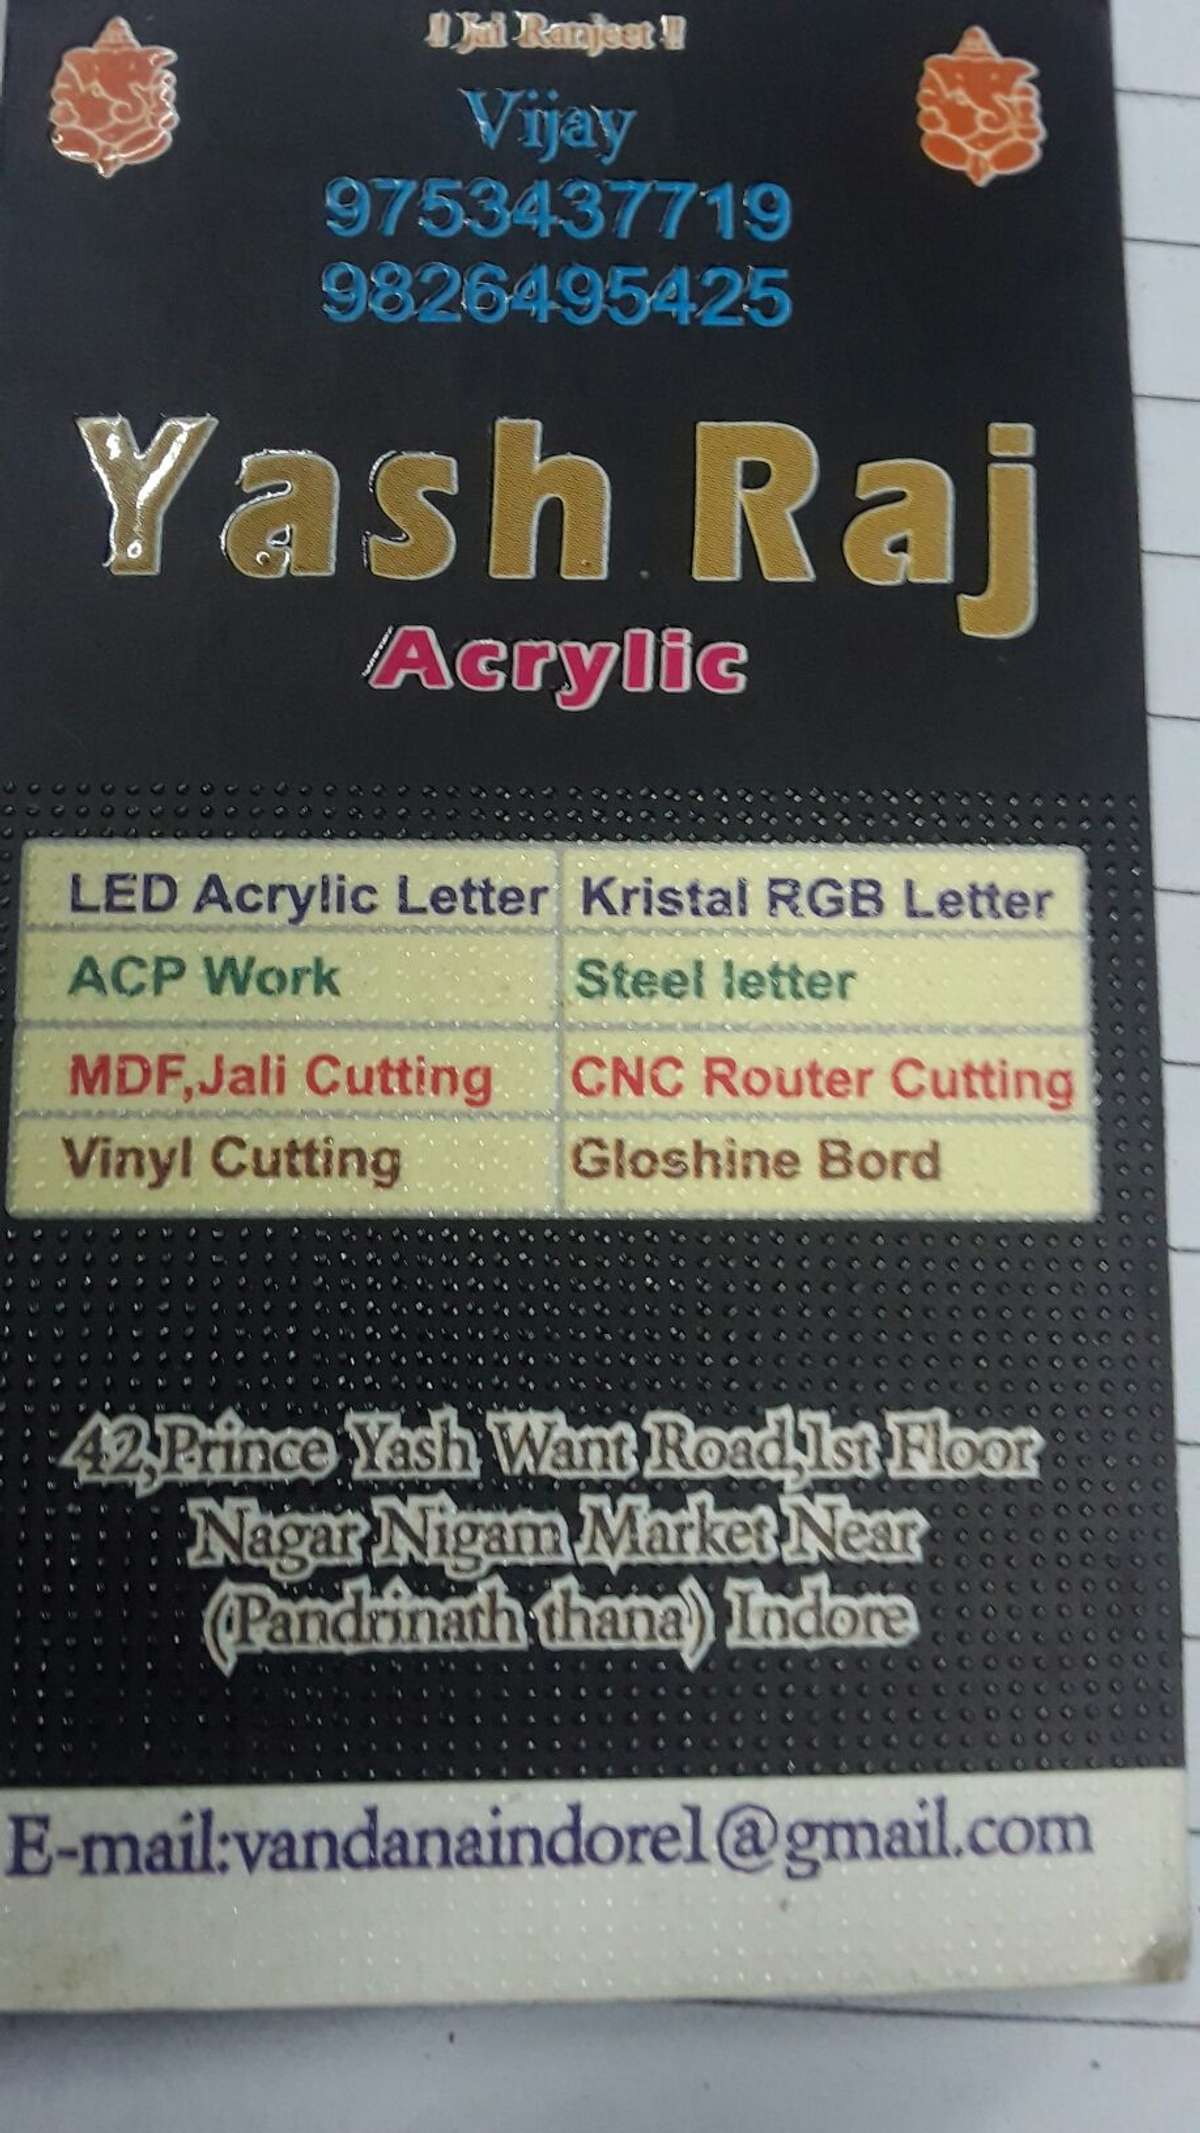 !! Jai Ranjeet !!
Vijay
9753437719
9826495425
Yash Raj
Acrylic
LED Acrylic Letter Kristal RGB Letter
ACP Work Steel letter
MDF,Jali Cutting CNC Router Cutting
Vinyl Cutting Gloshine Bord
42,Prince Yash Want Road,1st Floor
Nagar Nigam Market Near
(Pandrinath thana) Indore
E-mail:vandanaindore1@gmail.com